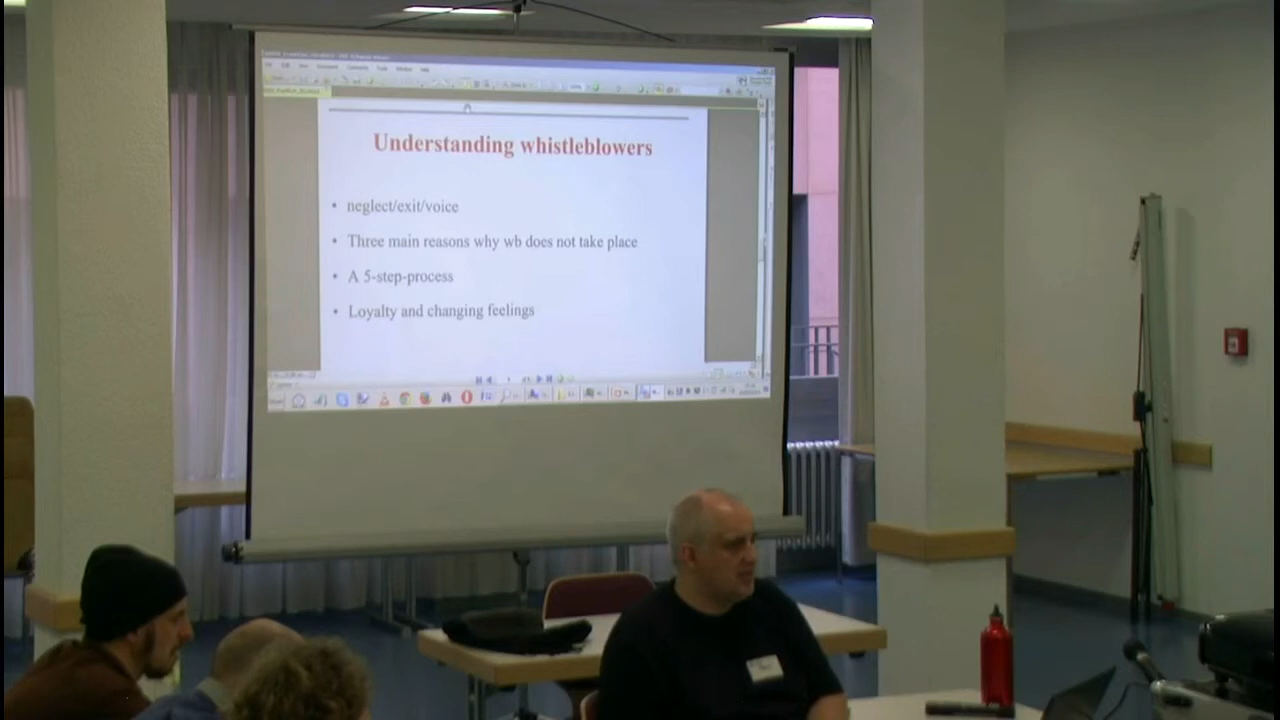 Understanding whistleblowers
• neglect/exit/voice
• Three main reasons why wb does not take place
• A 5-step-process
• Loyalty and changing feelings